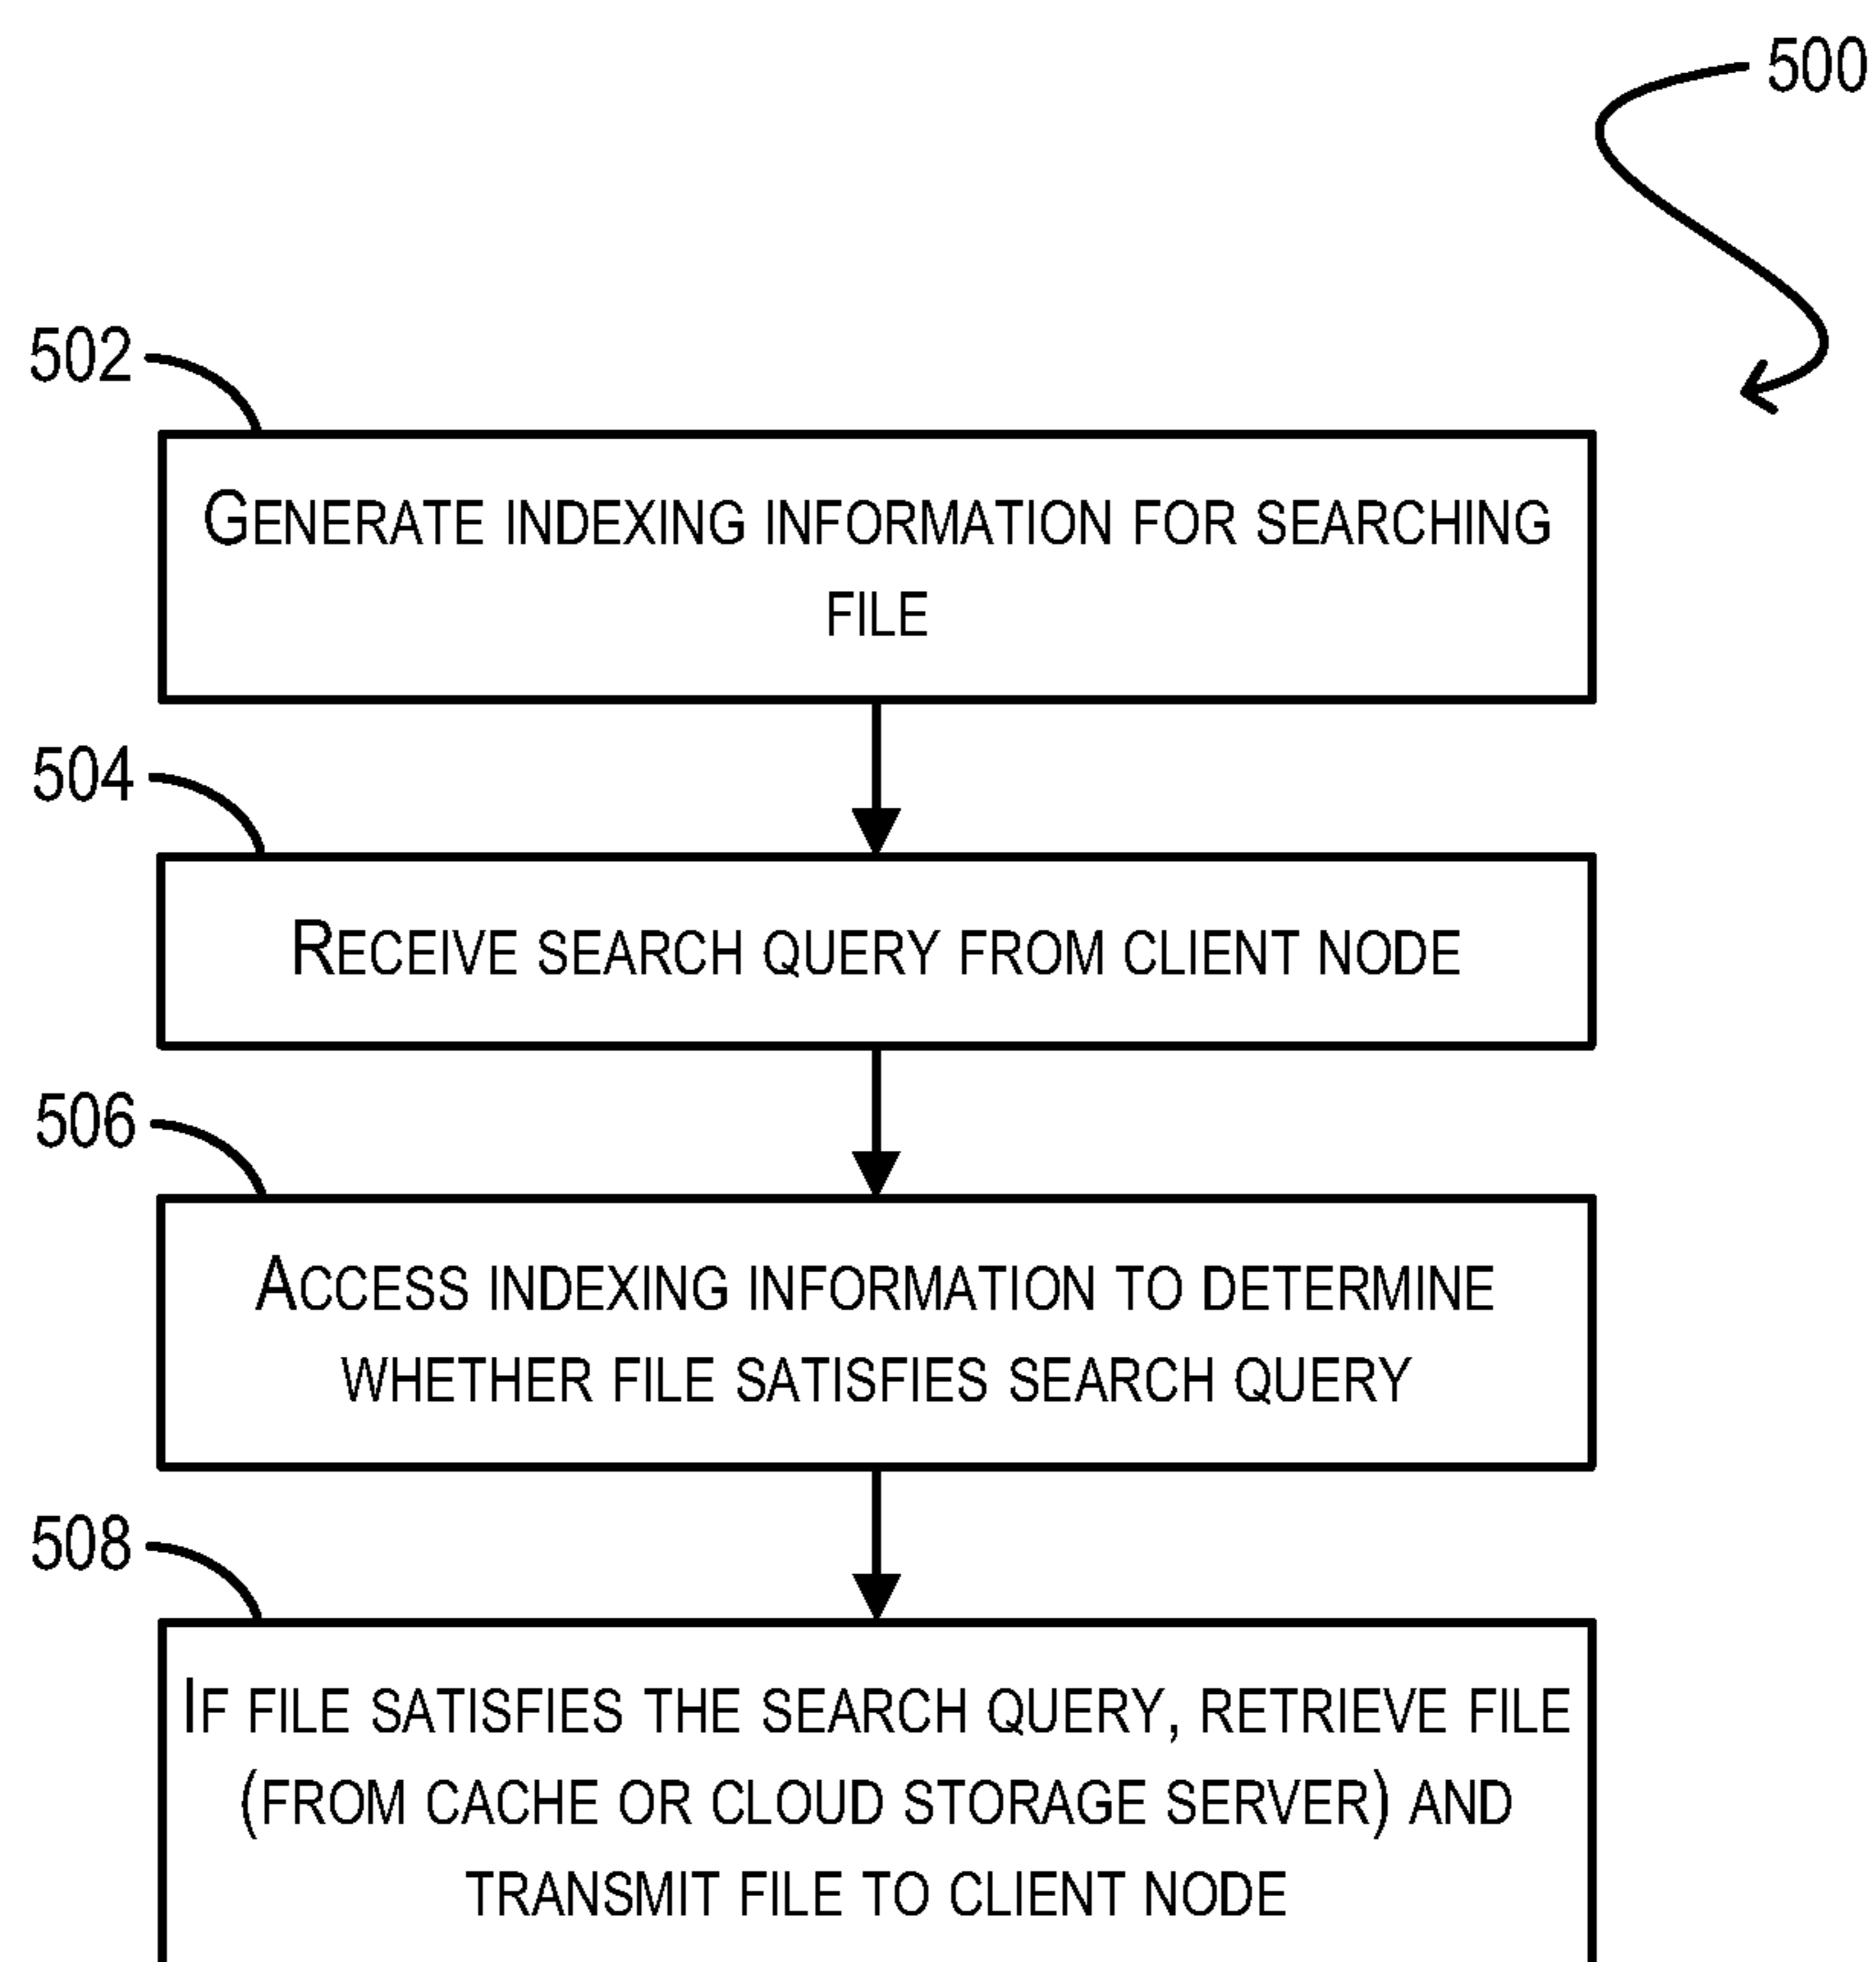 500
502
GENERATE INDEXING INFORMATION FOR SEARCHING
FILE
504
RECEIVE SEARCH QUERY FROM CLIENT NODE
506
ACCESS INDEXING INFORMATION TO DETERMINE
WHETHER FILE SATISFIES SEARCH QUERY
508
IF FILE SATISFIES THE SEARCH QUERY, RETRIEVE FILE
(FROM CACHE OR CLOUD STORAGE SERVER) AND
TRANSMIT FILE TO CLIENT NODE